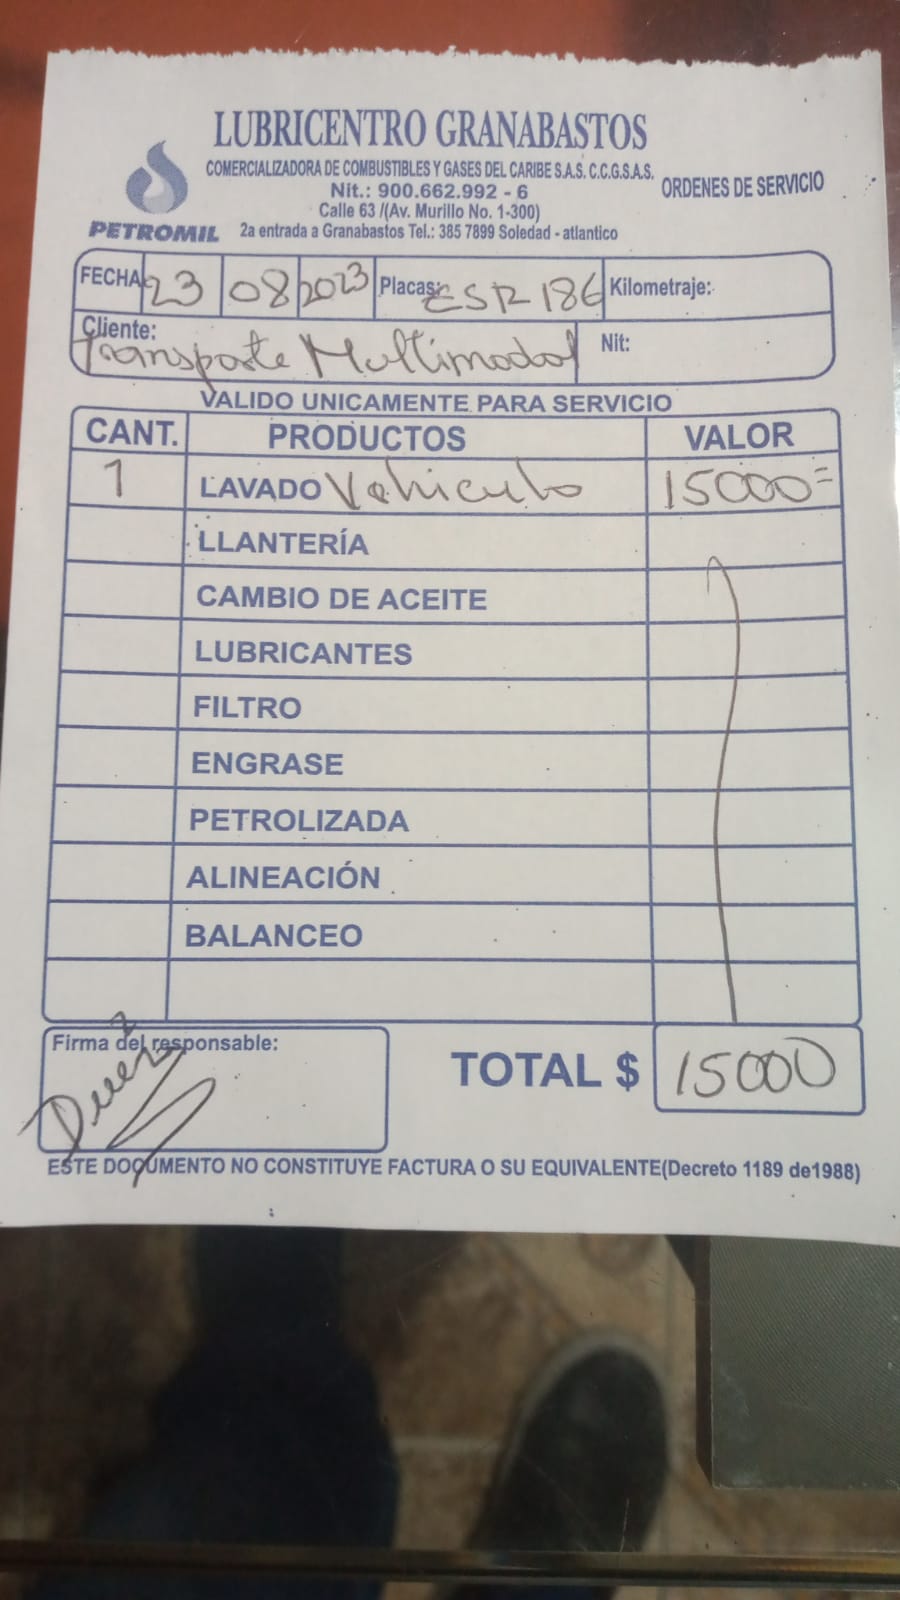 LUBRICENTRO GRANABASTOS
COMERCIALIZADORA DE COMBUSTIBLES Y GASES DEL CARIBE S.A.S. C.C.G.S.A.S.
Nit.: 900.662.992 - 6
ORDENES DE SERVICIO
Calle 63 /(Av. Murillo No. 1-300)
PETROMIL
2a entrada a Granabastos Tel.: 385 7899 Soledad - atlantico
FECHA 23 08 2023 Placas: ESR 186 Kilometraje:
Cliente: Transporte Multimodal Nit:
VALIDO UNICAMENTE PARA SERVICIO
CANT. PRODUCTOS VALOR
1 LAVADO Vehiculo 15000=
LLANTERÍA
CAMBIO DE ACEITE
LUBRICANTES
FILTRO
ENGRASE
PETROLIZADA
ALINEACIÓN
BALANCEO
Firma del responsable:
TOTAL $ 15000
ESTE DOCUMENTO NO CONSTITUYE FACTURA O SU EQUIVALENTE(Decreto 1189 de1988)